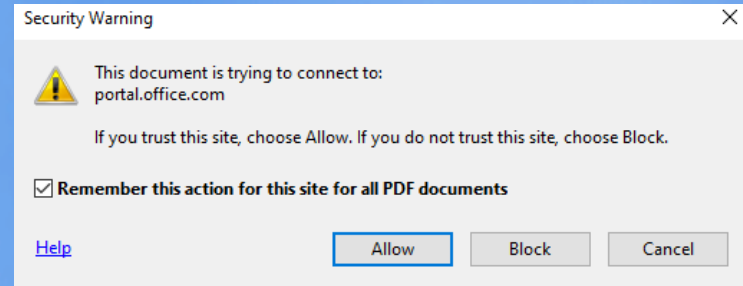 Security Warning
This document is trying to connect to:
portal.office.com
If you trust this site, choose Allow. If you do not trust this site, choose Block.
Remember this action for this site for all PDF documents
Help
Allow
Block
Cancel